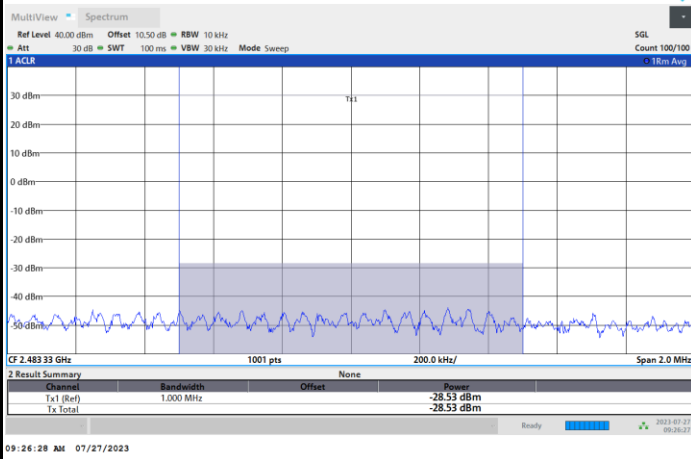 MultiView Spectrum
Ref Level 40.00 dBm Offset 10.50 dB RBW 10 kHz SGL
Att 30 dB SWT 100 ms VBW 30 kHz Mode Sweep Count 100/100
1 ACLR 1Rm Avg
Tx1
30 dBm
20 dBm
10 dBm
0 dBm
-10 dBm
-20 dBm
-30 dBm
-40 dBm
-50 dBm
CF 2.483 33 GHz 1001 pts 200.0 kHz/ Span 2.0 MHz
2 Result Summary None
Channel Bandwidth Offset Power
Tx1 (Ref) 1.000 MHz -28.53 dBm
Tx Total -28.53 dBm
Ready 2023-07-27
09:26:27
09:26:28 AM 07/27/2023